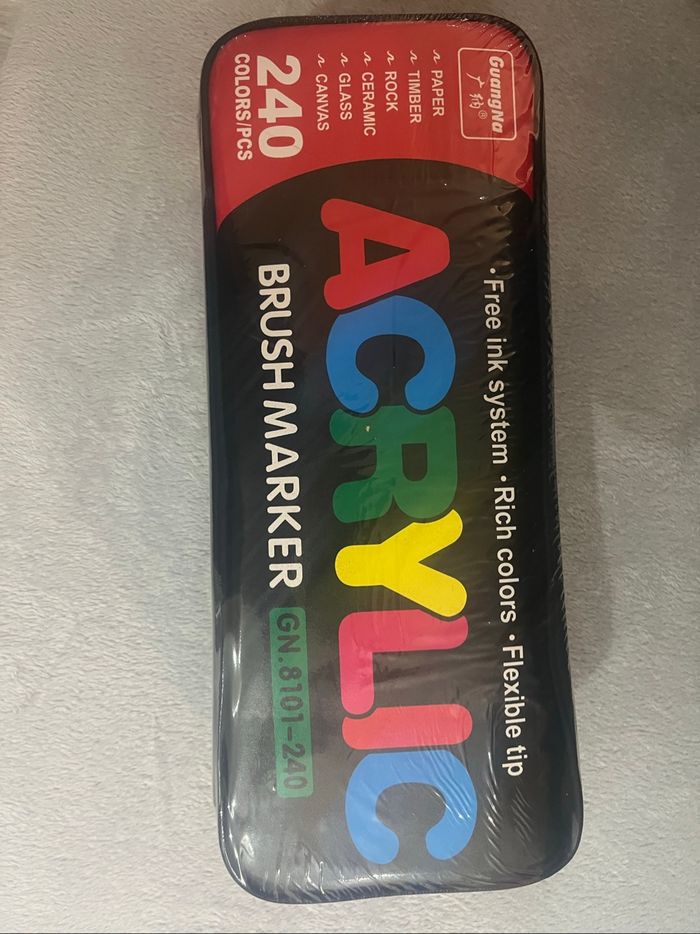 GuangNa
广纳®
PAPER
TIMBER
ROCK
CERAMIC
GLASS
CANVAS
240
COLORS/PCS
• Free ink system • Rich colors • Flexible tip
ACRYLIC
BRUSH MARKER GN.8101-240